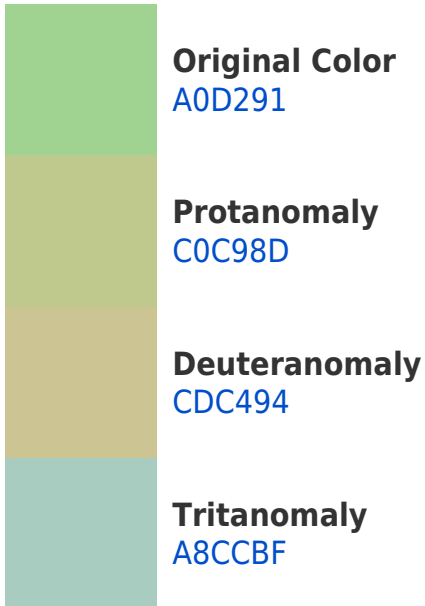 Original Color
A0D291
Protanomaly
C0C98D
Deuteranomaly
CDC494
Tritanomaly
A8CCBF